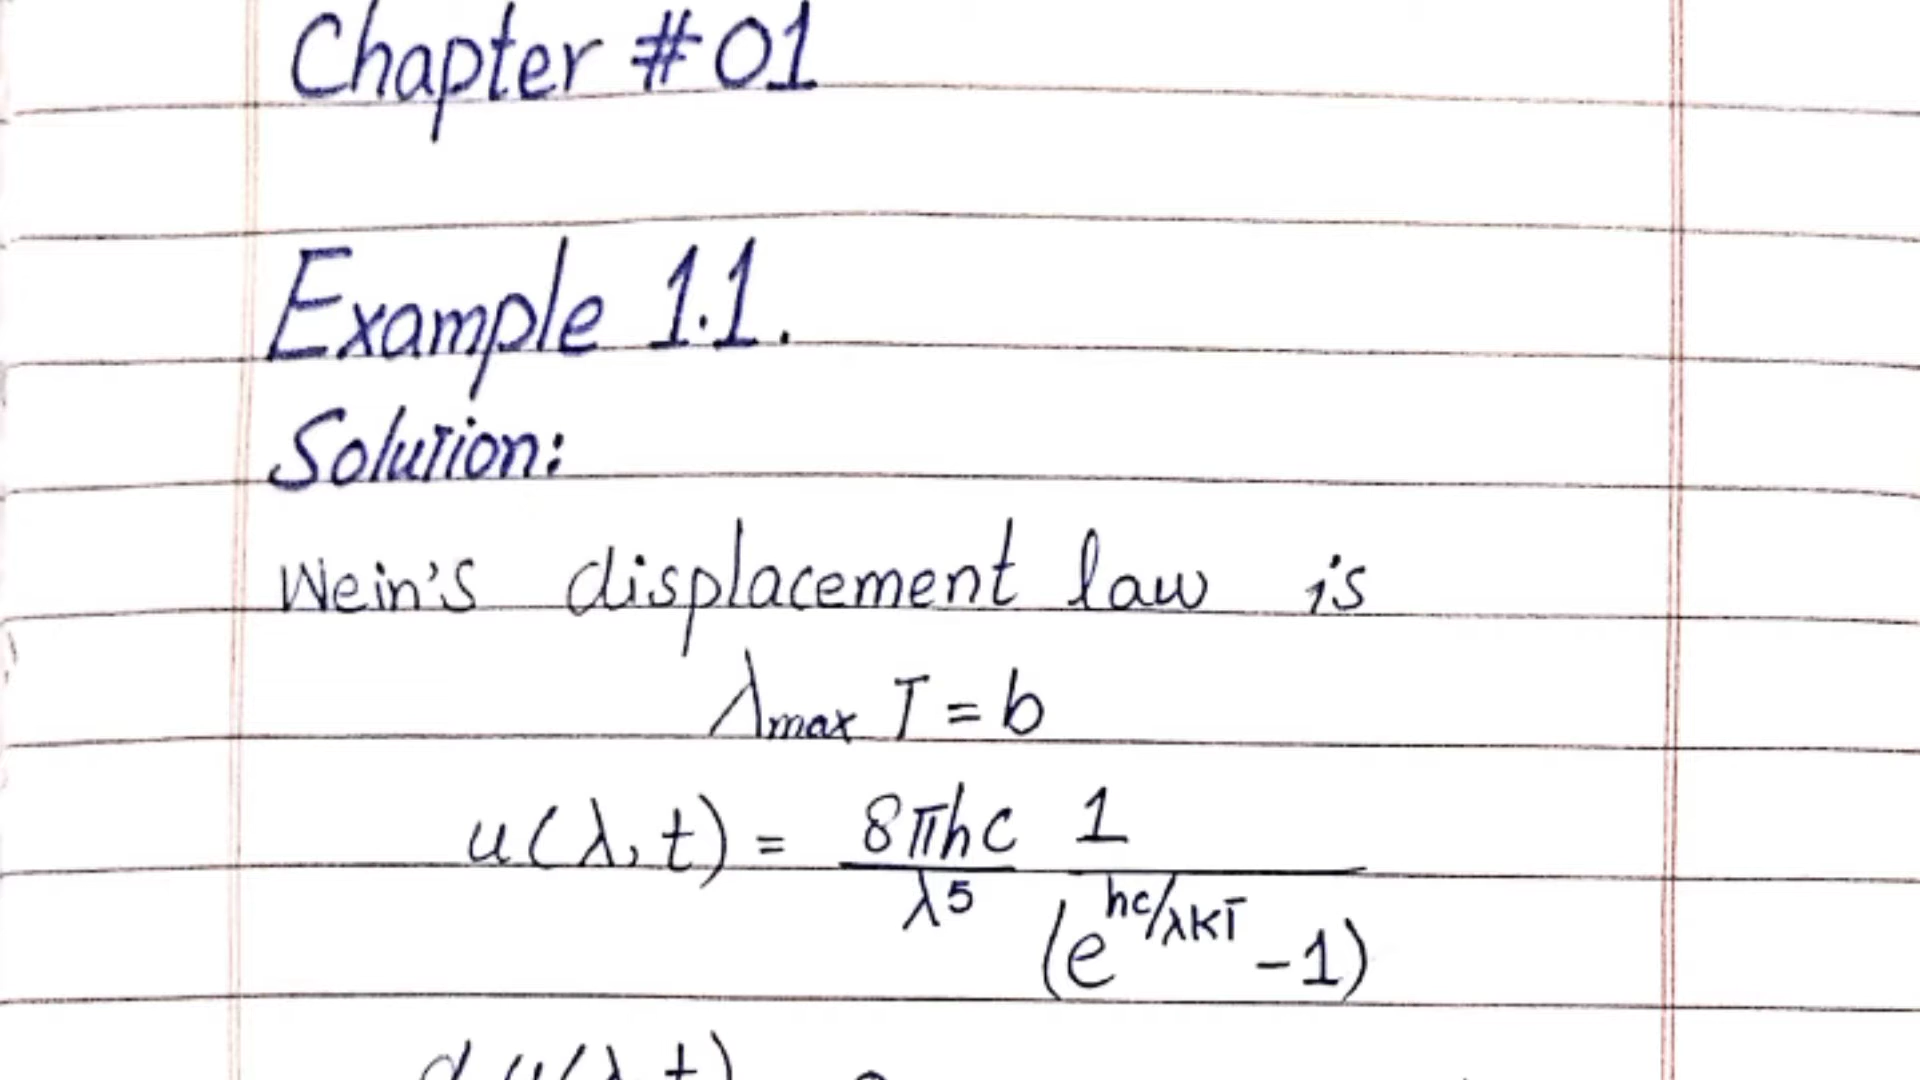 Chapter #01
Example 1.1.
Solution:
Wein's displacement law is
λmax T = b
u(λ, t) = 8πhc/λ⁵ 1/(e^hc/λKT - 1)
d u(λ, t)